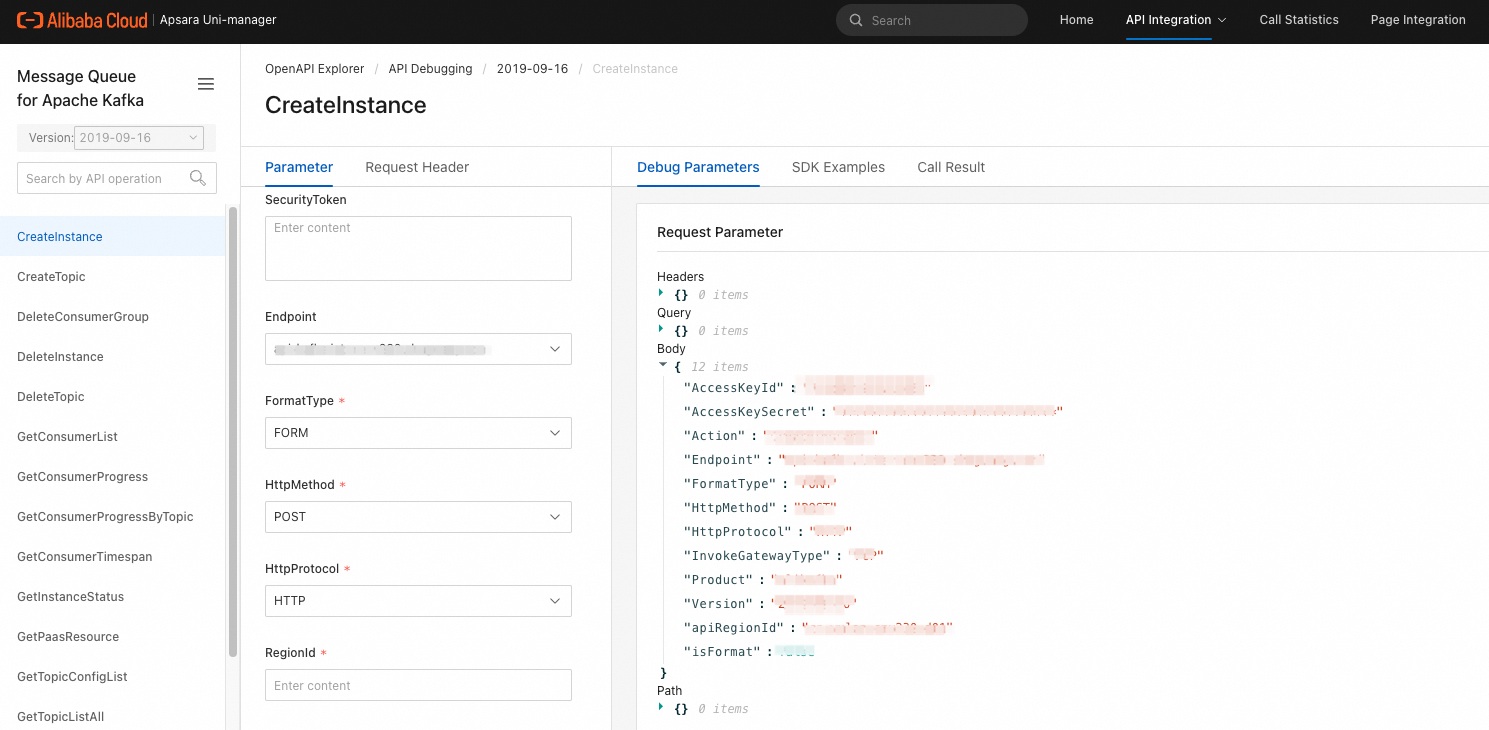 Alibaba Cloud | Apsara Uni-manager
Search
Home
API Integration
Call Statistics
Page Integration
Message Queue
for Apache Kafka
Version: 2019-09-16
Search by API operation
CreateInstance
CreateTopic
DeleteConsumerGroup
DeleteInstance
DeleteTopic
GetConsumerList
GetConsumerProgress
GetConsumerProgressByTopic
GetConsumerTimespan
GetInstanceStatus
GetPaasResource
GetTopicConfigList
GetTopicListAll
OpenAPI Explorer / API Debugging / 2019-09-16 / CreateInstance
CreateInstance
Parameter
Request Header
SecurityToken
Enter content
Endpoint
FormatType *
FORM
HttpMethod *
POST
HttpProtocol *
HTTP
RegionId *
Enter content
Debug Parameters
SDK Examples
Call Result
Request Parameter
Headers
{} 0 items
Query
{} 0 items
Body
{ 12 items
"AccessKeyId" :
"AccessKeySecret" :
"Action" :
"Endpoint" :
"FormatType" :
"HttpMethod" :
"HttpProtocol" :
"InvokeGatewayType" :
"Product" :
"Version" :
"apiRegionId" :
"isFormat" :
}
Path
{} 0 items